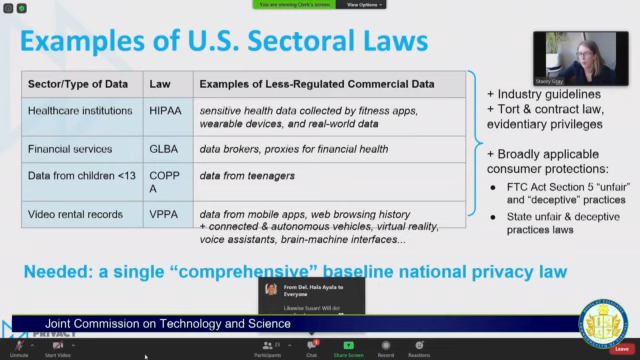 You are viewing Clerk's screen
View Options
Examples of U.S. Sectoral Laws
Stacey Gray
Sector/Type of Data
Law
Examples of Less-Regulated Commercial Data
Healthcare institutions
HIPAA
sensitive health data collected by fitness apps,
wearable devices, and real-world data
Financial services
GLBA
data brokers, proxies for financial health
Data from children <13
COPP
A
data from teenagers
Video rental records
VPPA
data from mobile apps, web browsing history
+ connected & autonomous vehicles, virtual reality,
voice assistants, brain-machine interfaces...
+ Industry guidelines
+ Tort & contract law,
evidentiary privileges
+ Broadly applicable
consumer protections:
• FTC Act Section 5 "unfair"
and "deceptive" practices
• State unfair & deceptive
practices laws
Needed: a single "comprehensive" baseline national privacy law
From Del. Hala Ayala to
Everyone
Likewise Susan! Will do!
Joint Commission on Technology and Science
PRIVACY
Unmute
Start Video
Participants
Chat
Share Screen
Record
Reactions
Leave